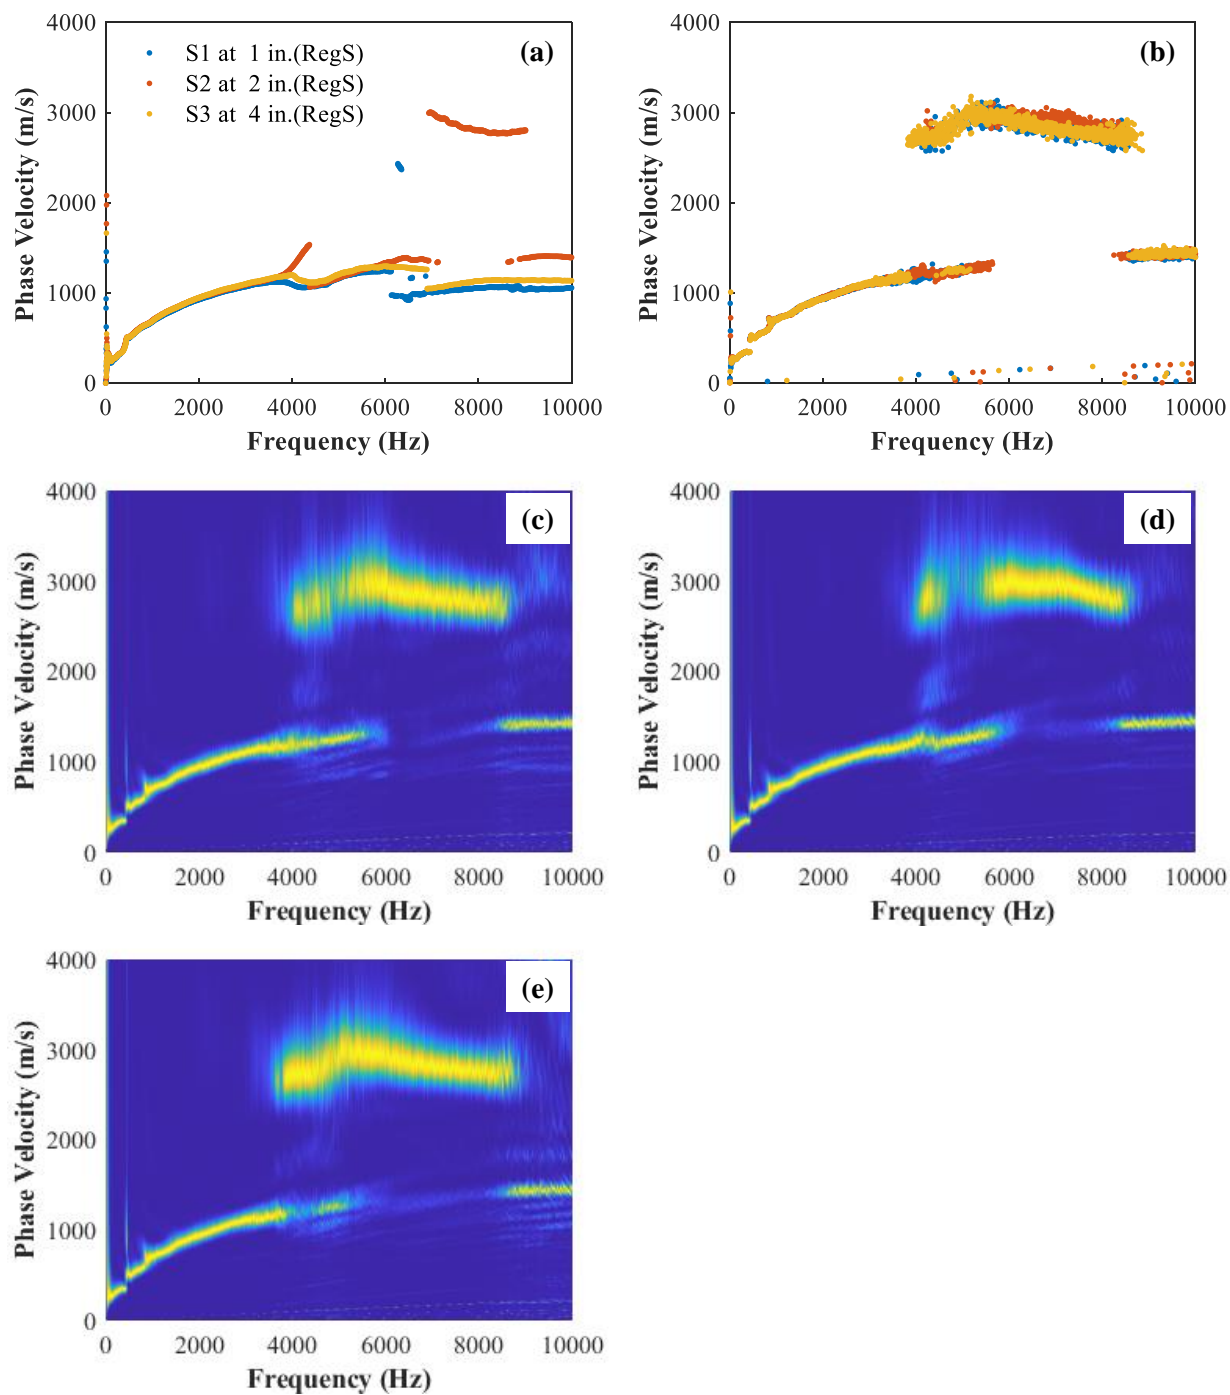 4000
3000
2000
1000
0
0 2000 4000 6000 8000 10000
Phase Velocity (m/s)
Frequency (Hz)
S1 at 1 in.(RegS)
S2 at 2 in.(RegS)
S3 at 4 in.(RegS)
(a)
4000
3000
2000
1000
0
0 2000 4000 6000 8000 10000
Phase Velocity (m/s)
Frequency (Hz)
(b)
4000
3000
2000
1000
0
0 2000 4000 6000 8000 10000
Phase Velocity (m/s)
Frequency (Hz)
(c)
4000
3000
2000
1000
0
0 2000 4000 6000 8000 10000
Phase Velocity (m/s)
Frequency (Hz)
(d)
4000
3000
2000
1000
0
0 2000 4000 6000 8000 10000
Phase Velocity (m/s)
Frequency (Hz)
(e)